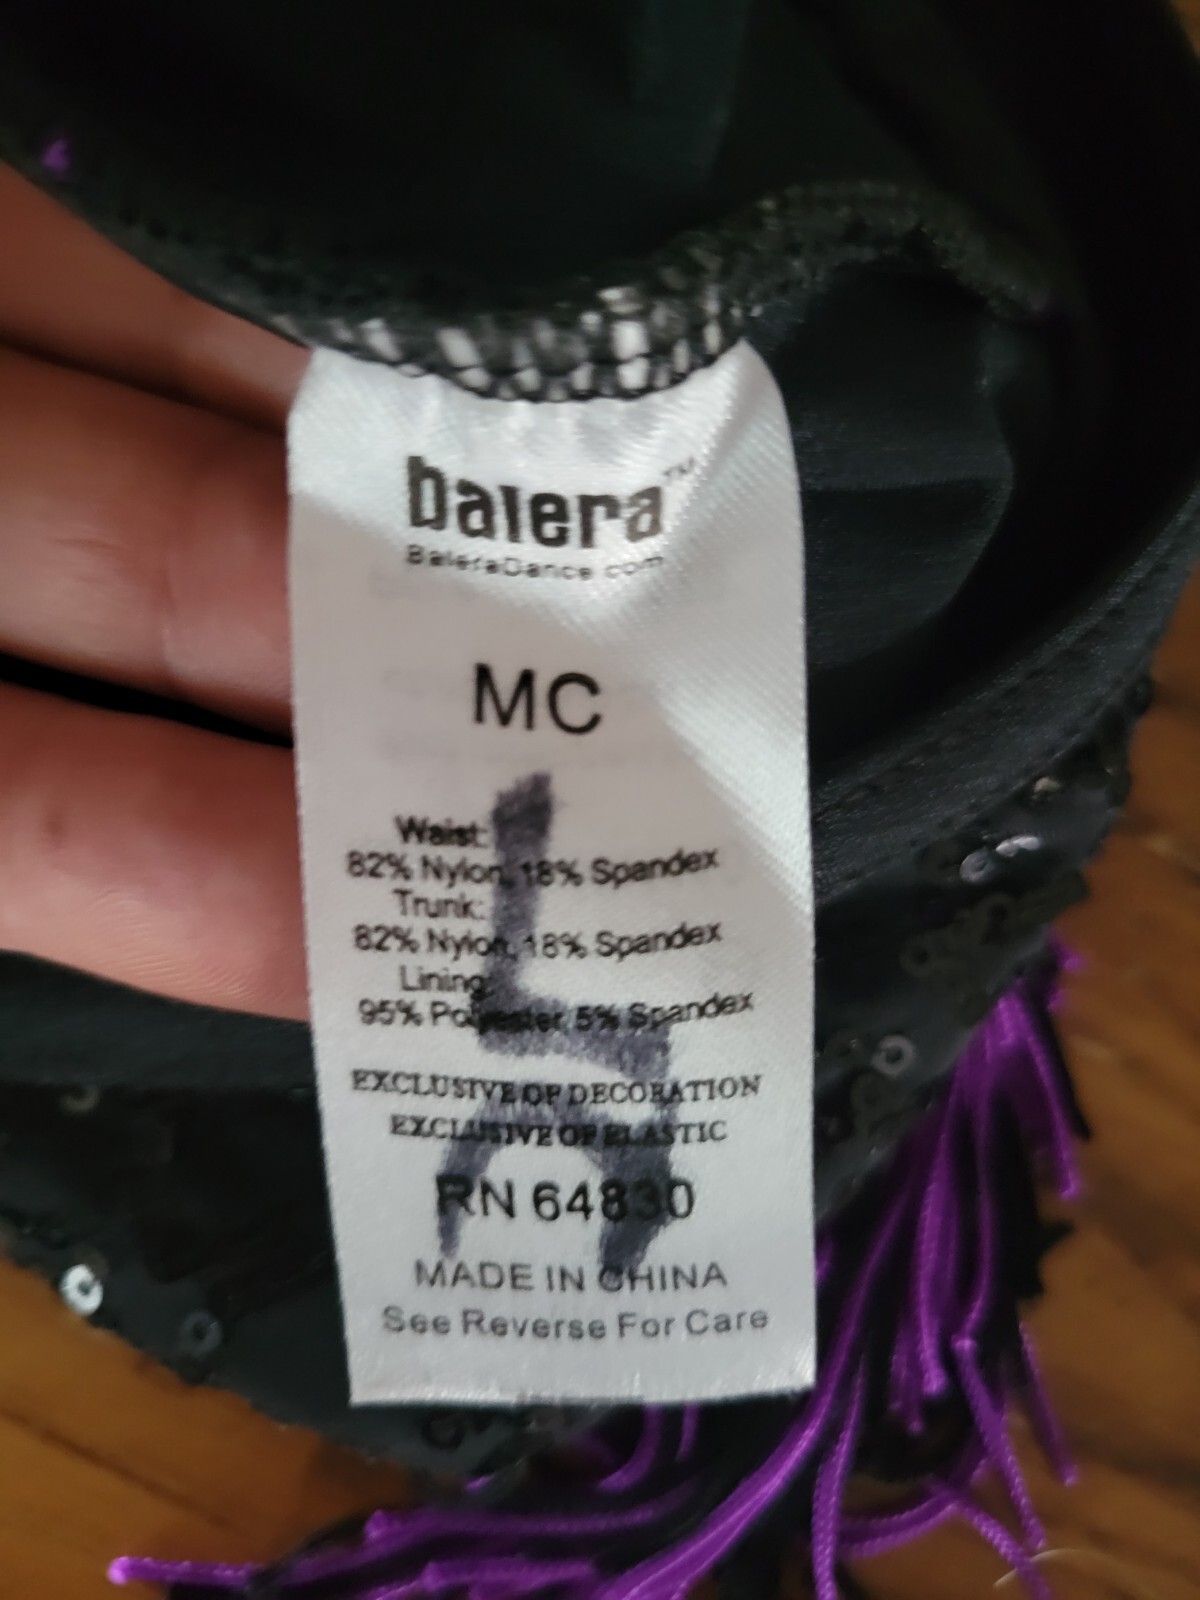 balera™
BaleraDance.com
MC
Waist:
82% Nylon, 18% Spandex
Trunk:
82% Nylon, 18% Spandex
Lining:
95% Polyester, 5% Spandex
EXCLUSIVE OF DECORATION
EXCLUSIVE OF ELASTIC
RN 64830
MADE IN CHINA
See Reverse For Care